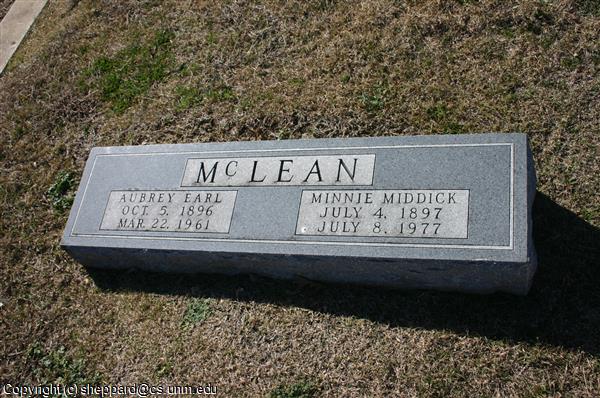 McLEAN
AUBREY EARL
OCT. 5. 1896
MAR. 22. 1961
MINNIE MIDDICK
JULY 4. 1897
JULY 8. 1977
Copyright (c) sheppard@cs.unm.edu